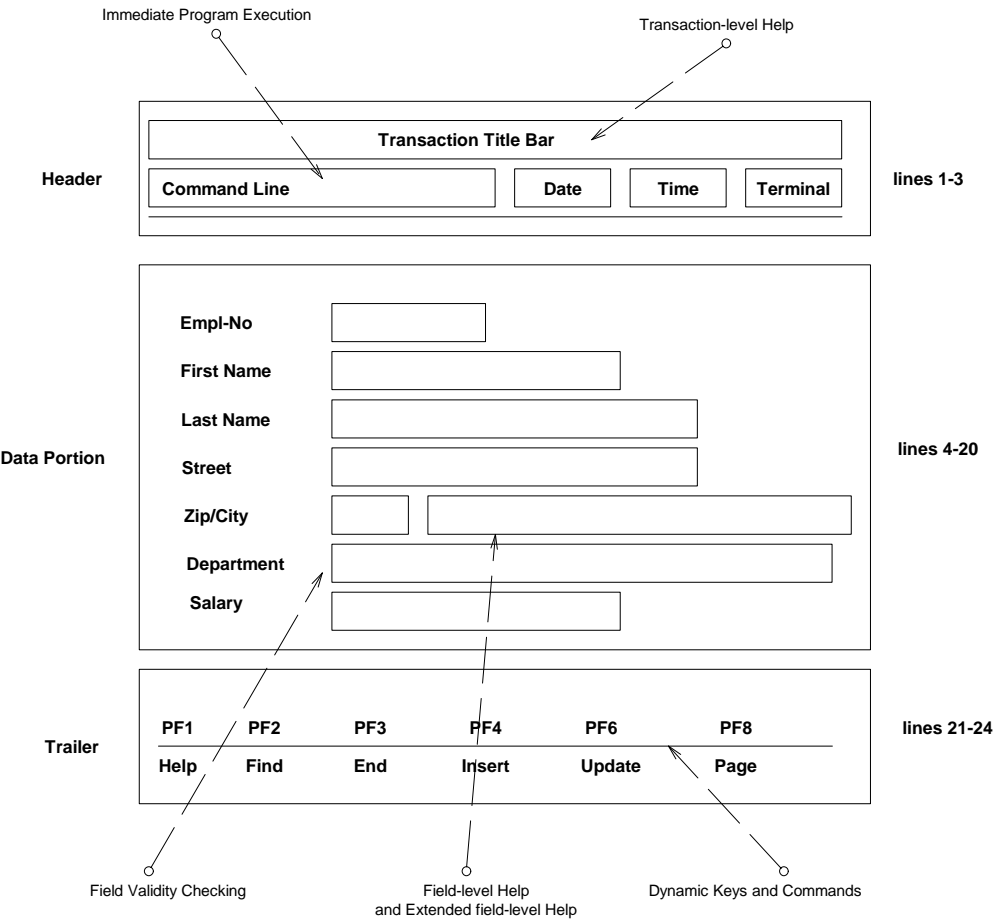 Immediate Program Execution
Transaction-level Help
Transaction Title Bar
Header
Command Line
Date
Time
Terminal
lines 1-3
Empl-No
First Name
Last Name
Data Portion
lines 4-20
Street
Zip/City
Department
Salary
PF1 PF2 PF3 PF4 PF6 PF8
lines 21-24
Trailer
Help Find End Insert Update Page
Field Validity Checking
Field-level Help
and Extended field-level Help
Dynamic Keys and Commands